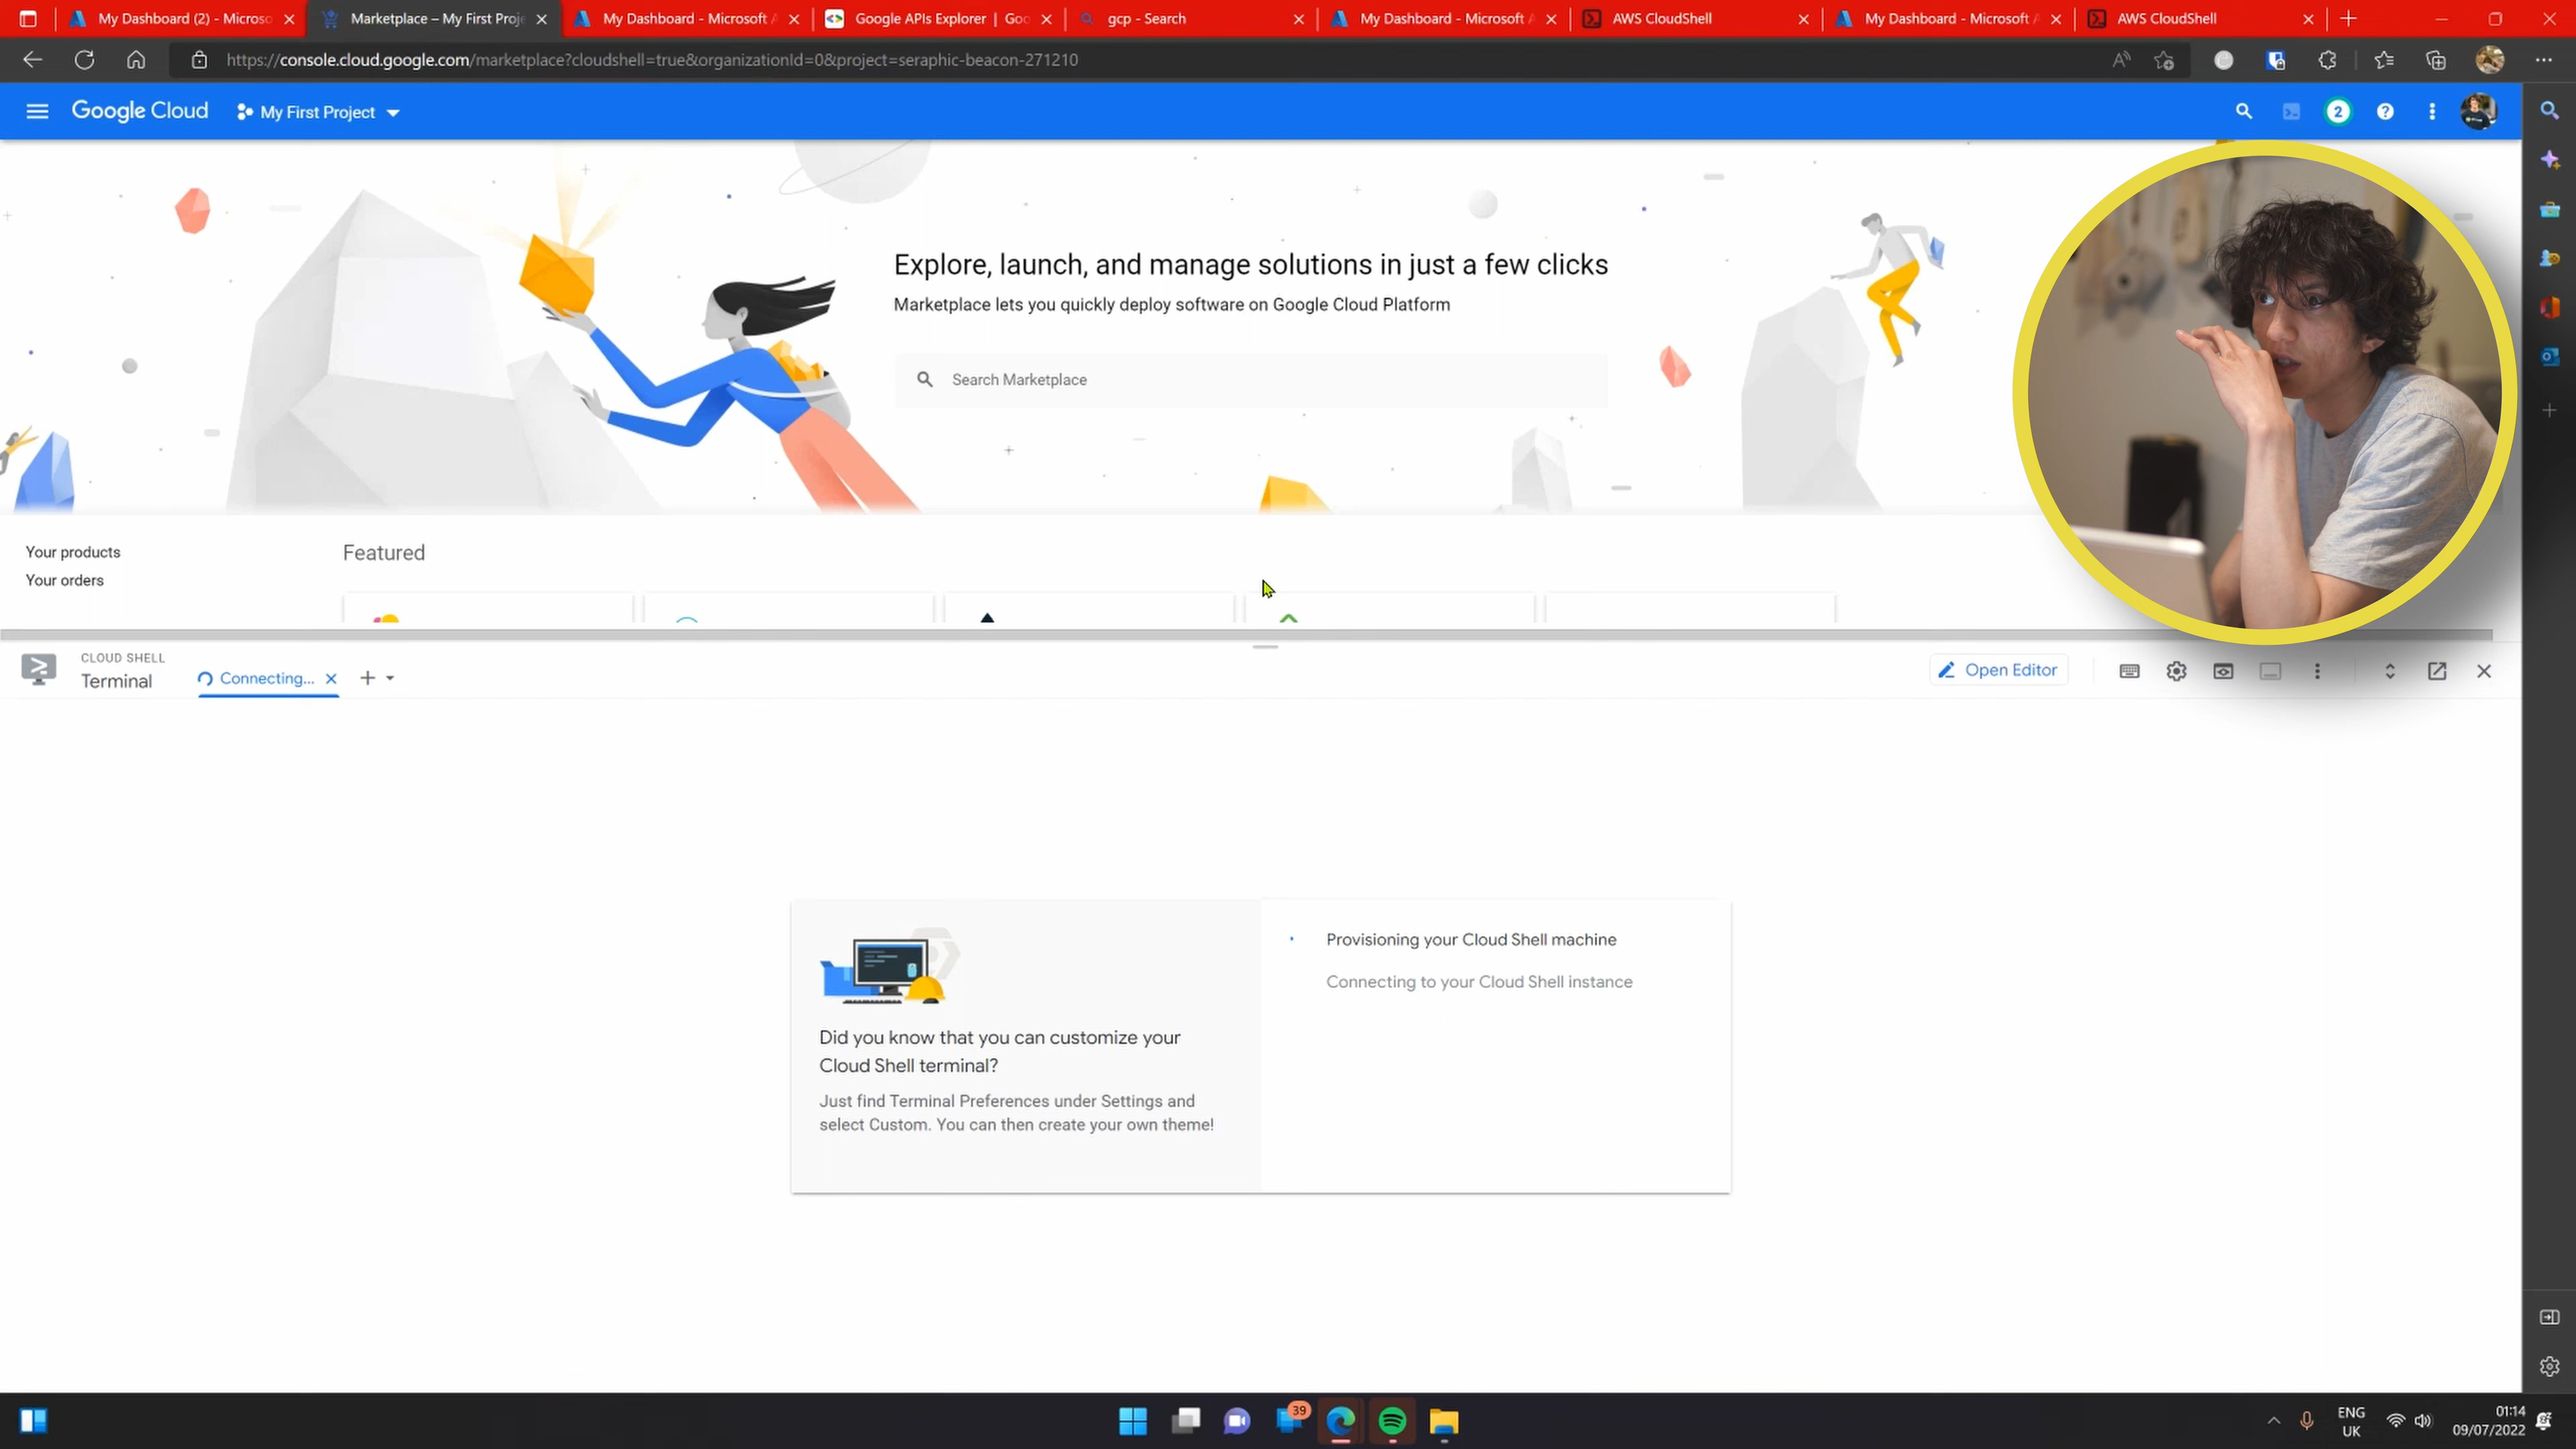 My Dashboard (2) - Microso
Marketplace – My First Proje
My Dashboard - Microsoft A
Google APIs Explorer | Goo
gcp - Search
My Dashboard - Microsoft A
AWS CloudShell
My Dashboard - Microsoft A
AWS CloudShell
https://console.cloud.google.com/marketplace?cloudshell=true&organizationId=0&project=seraphic-beacon-271210
Google Cloud
My First Project
2
Explore, launch, and manage solutions in just a few clicks
Marketplace lets you quickly deploy software on Google Cloud Platform
Search Marketplace
Your products
Your orders
Featured
CLOUD SHELL
Terminal
Connecting...
Open Editor
Provisioning your Cloud Shell machine
Connecting to your Cloud Shell instance
Did you know that you can customize your
Cloud Shell terminal?
Just find Terminal Preferences under Settings and
select Custom. You can then create your own theme!
39
ENG
UK
01:14
09/07/2022